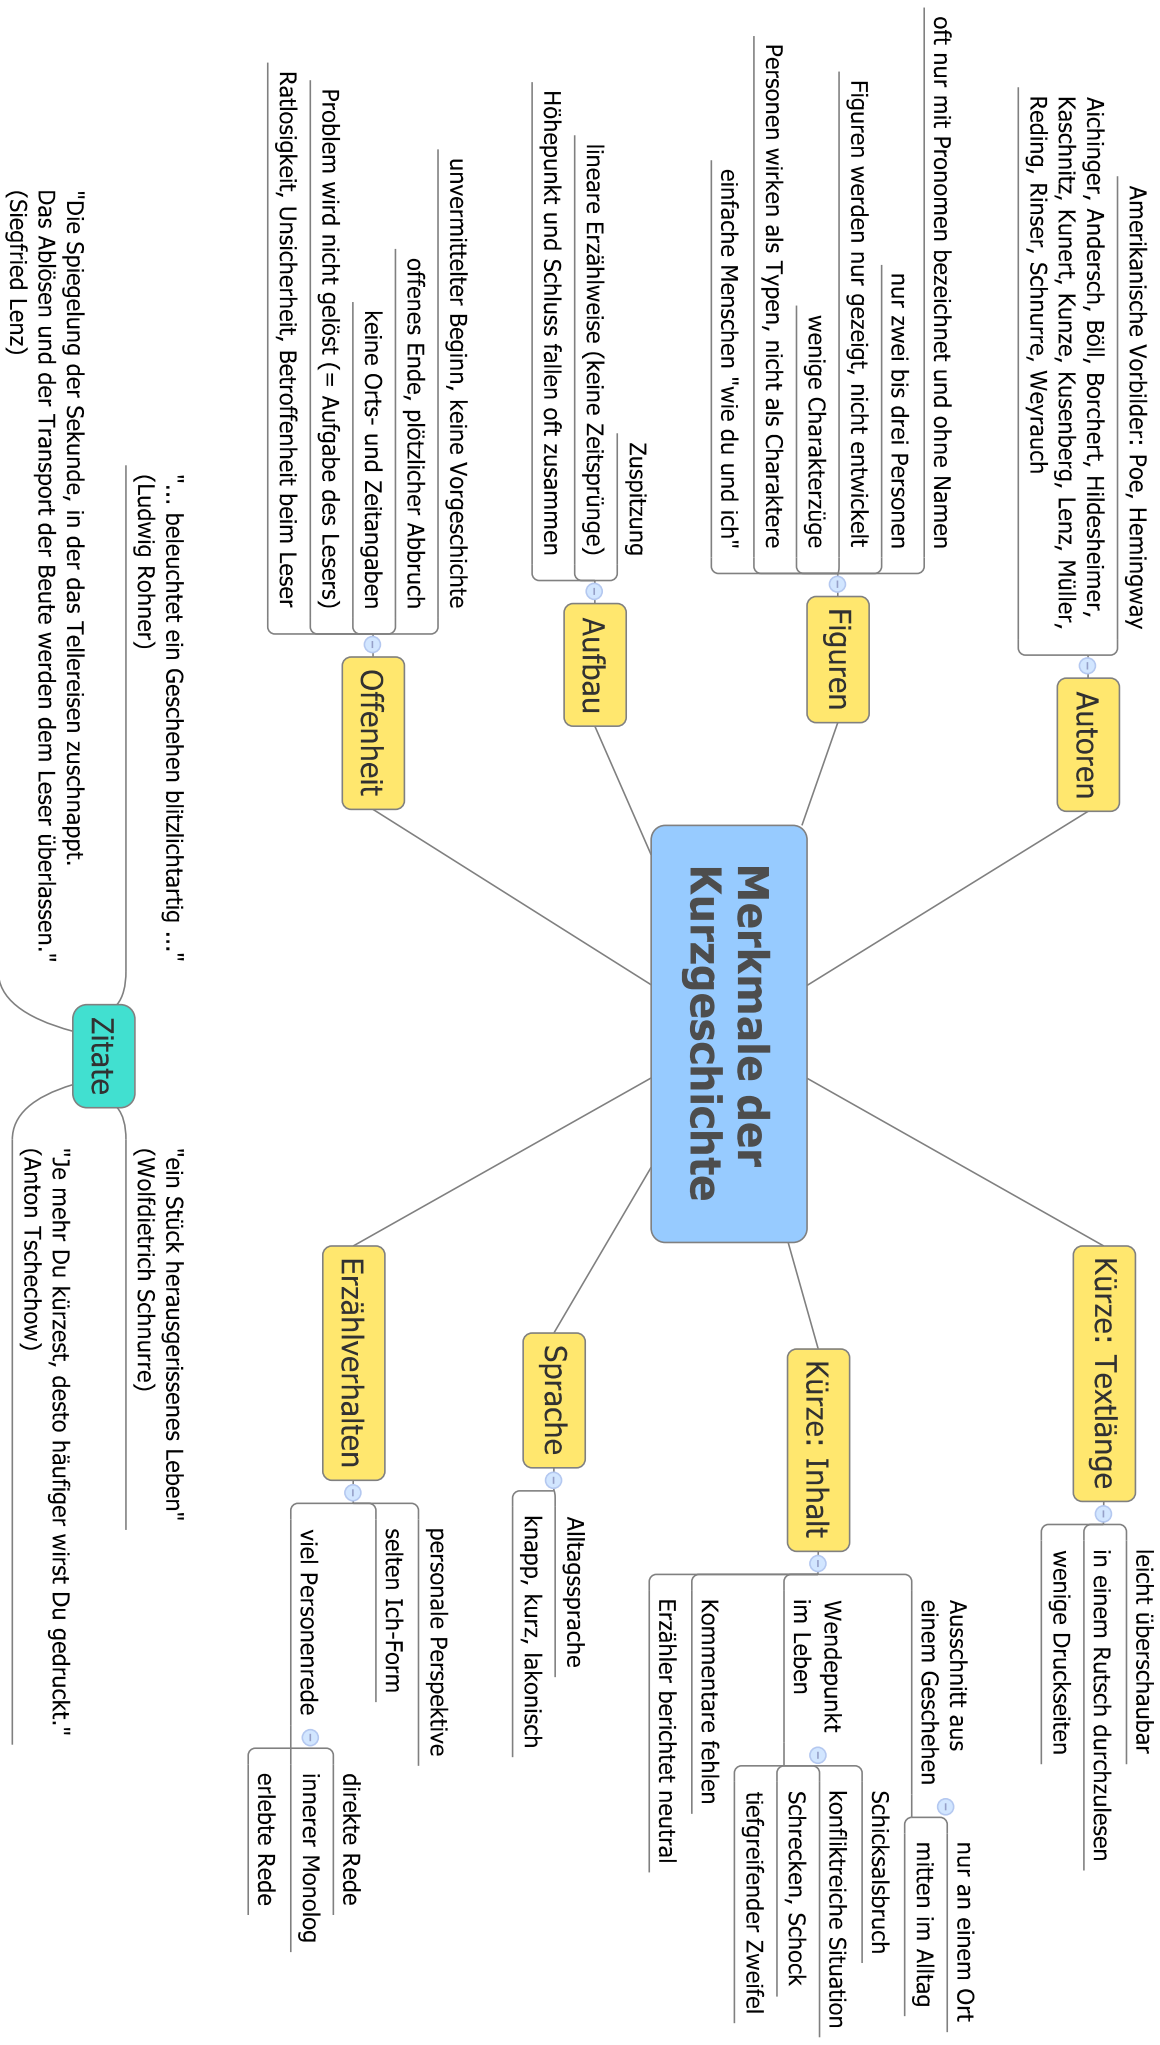 Merkmale der
Kurzgeschichte
Autoren
Amerikanische Vorbilder: Poe, Hemingway
Aichinger, Andersch, Böll, Borchert, Hildesheimer,
Kaschnitz, Kunert, Kunze, Kusenberg, Lenz, Müller,
Reding, Rinser, Schnurre, Weyrauch
Figuren
oft nur mit Pronomen bezeichnet und ohne Namen
nur zwei bis drei Personen
Figuren werden nur gezeigt, nicht entwickelt
wenige Charakterzüge
Personen wirken als Typen, nicht als Charaktere
einfache Menschen "wie du und ich"
Aufbau
Zuspitzung
lineare Erzählweise (keine Zeitsprünge)
Höhepunkt und Schluss fallen oft zusammen
Offenheit
unvermittelter Beginn, keine Vorgeschichte
offenes Ende, plötzlicher Abbruch
keine Orts- und Zeitangaben
Problem wird nicht gelöst (= Aufgabe des Lesers)
Ratlosigkeit, Unsicherheit, Betroffenheit beim Leser
Kürze: Textlänge
leicht überschaubar
in einem Rutsch durchzulesen
wenige Druckseiten
Kürze: Inhalt
Ausschnitt aus
einem Geschehen
nur an einem Ort
mitten im Alltag
Wendepunkt
im Leben
Schicksalsbruch
konfliktreiche Situation
Schrecken, Schock
tiefgreifender Zweifel
Kommentare fehlen
Erzähler berichtet neutral
Sprache
Alltagssprache
knapp, kurz, lakonisch
Erzählverhalten
personale Perspektive
selten Ich-Form
viel Personenrede
direkte Rede
innerer Monolog
erlebte Rede
Zitate
"... beleuchtet ein Geschehen blitzlichtartig ..."
(Ludwig Rohner)
"Die Spiegelung der Sekunde, in der das Tellereisen zuschnappt.
Das Ablösen und der Transport der Beute werden dem Leser überlassen."
(Siegfried Lenz)
"ein Stück herausgerissenes Leben"
(Wolfdietrich Schnurre)
"Je mehr Du kürzest, desto häufiger wirst Du gedruckt."
(Anton Tschechow)